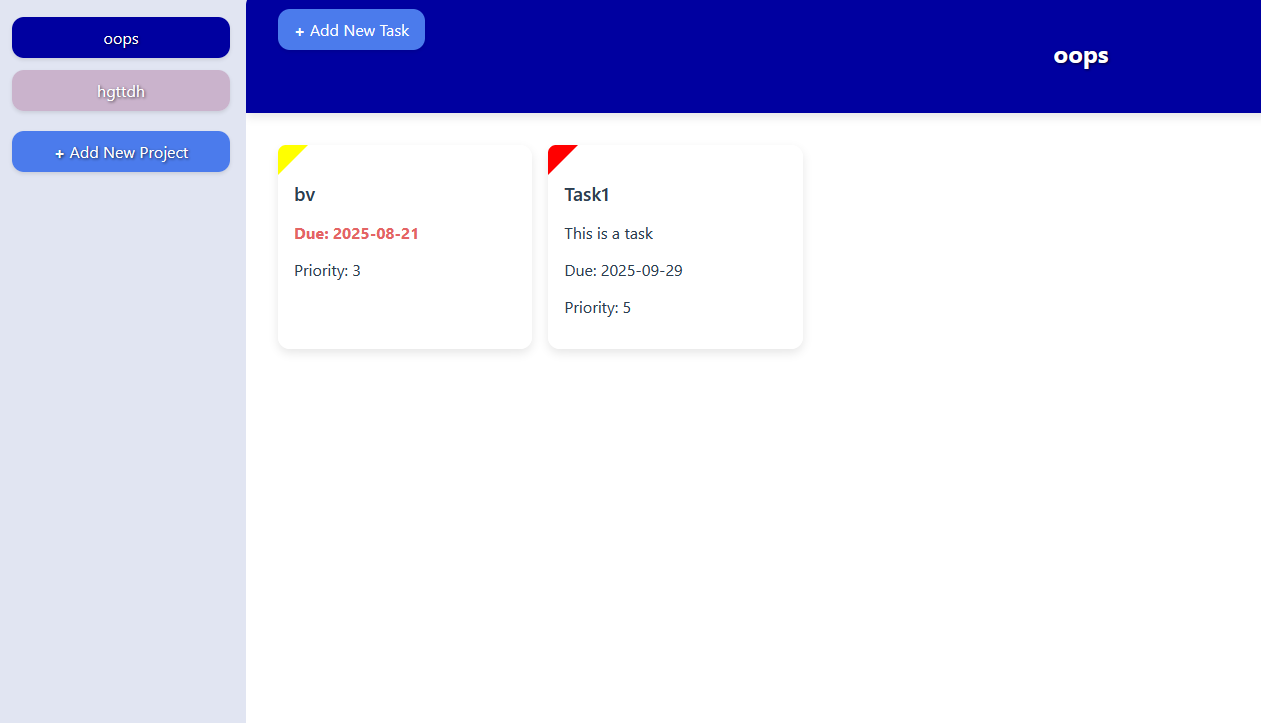 oops
hgttdh
+ Add New Project
+ Add New Task
oops
bv
Due: 2025-08-21
Priority: 3
Task1
This is a task
Due: 2025-09-29
Priority: 5